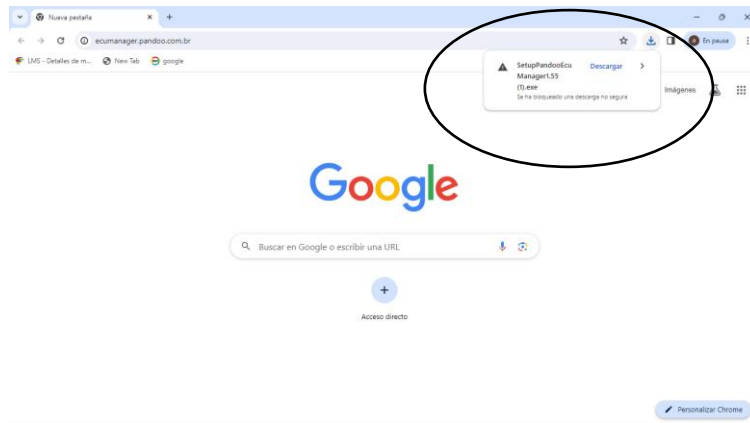 Nueva pestaña
ecumanager.pandoo.com.br
En pausa
LMS - Detalles de m...
New Tab
google
SetupPandooEcu
Manager1.55
(1).exe
Descargar
Se ha bloqueado una descarga no segura
Imágenes
Google
Buscar en Google o escribir una URL
Acceso directo
Personalizar Chrome